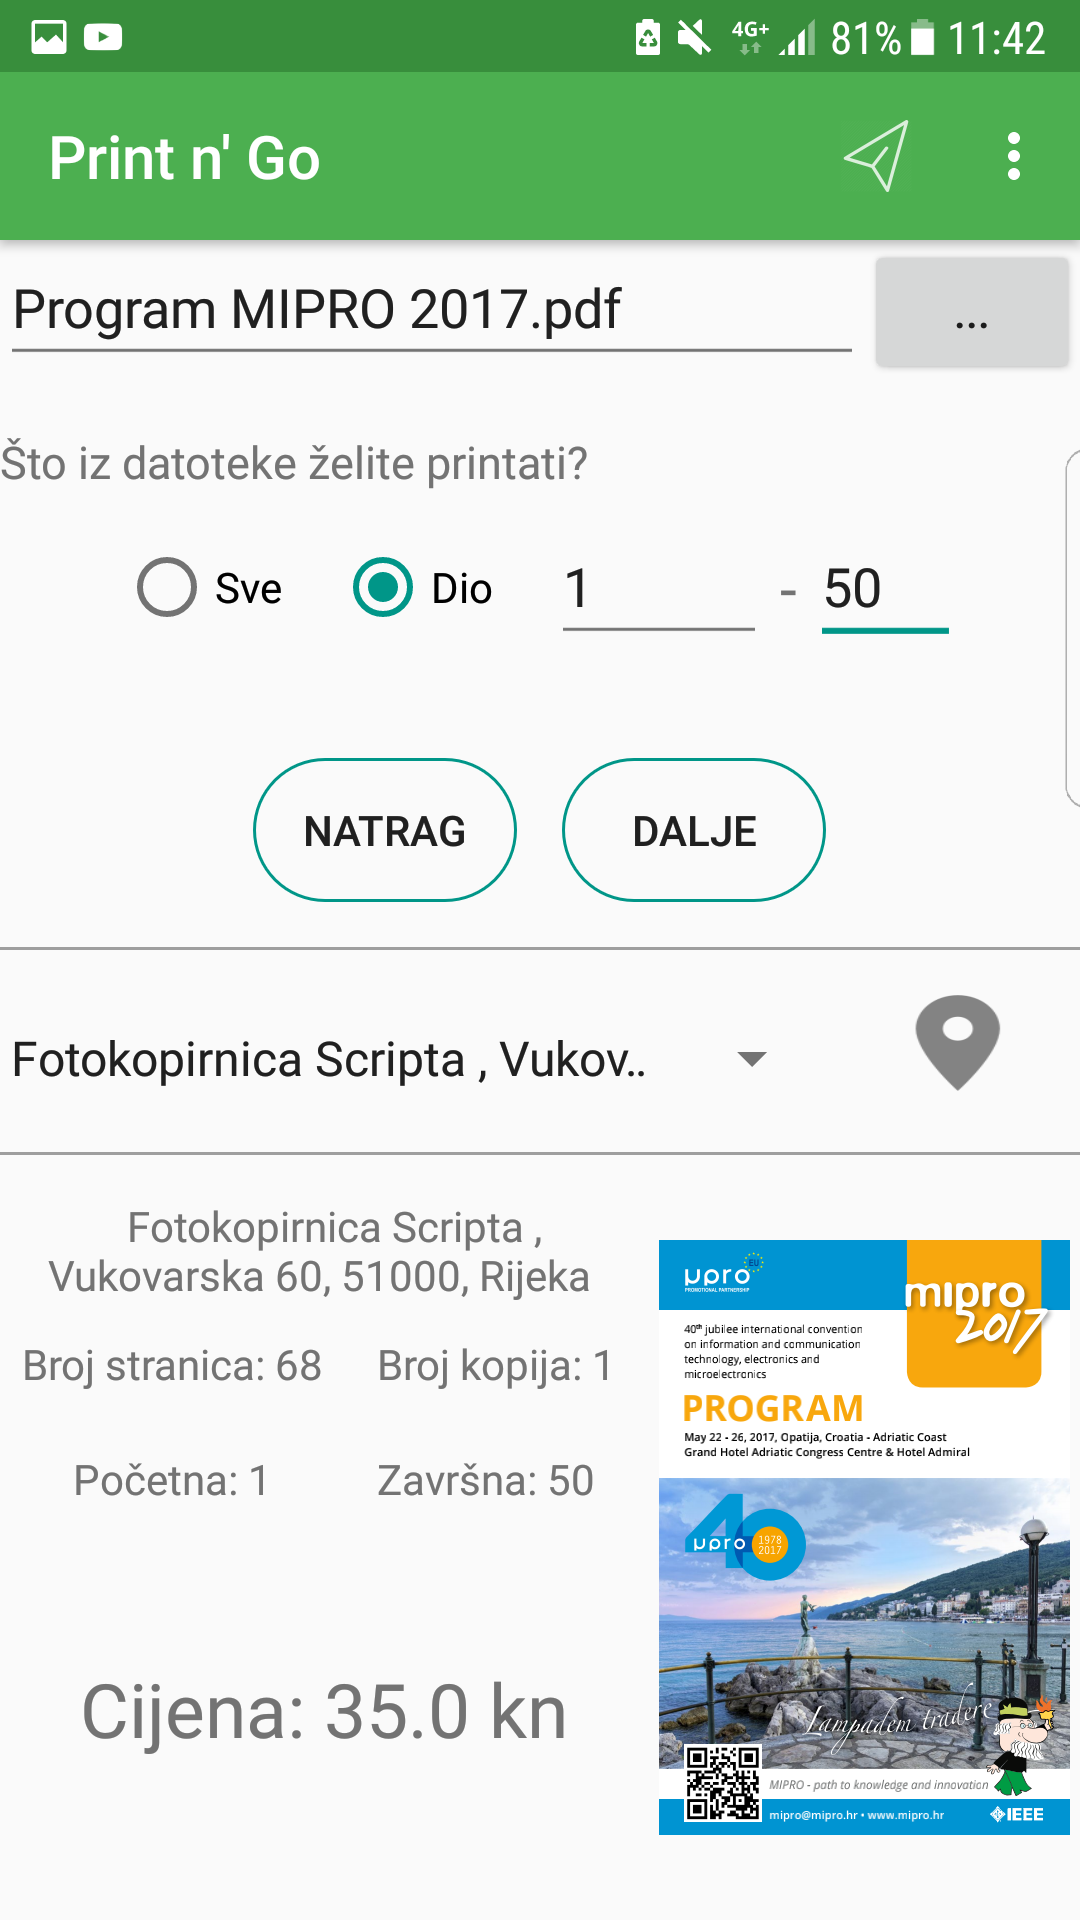 4G+ 81% 11:42
Print n' Go
Program MIPRO 2017.pdf
...
Što iz datoteke želite printati?
Sve Dio 1 - 50
NATRAG DALJE
Fotokopirnica Scripta , Vukov..
Fotokopirnica Scripta ,
Vukovarska 60, 51000, Rijeka
Broj stranica: 68 Broj kopija: 1
Početna: 1 Završna: 50
Cijena: 35.0 kn
μpro EU
PROMOTIONAL PARTNERSHIP
mipro
2017
40th jubilee international convention
on information and communication
technology, electronics and
microelectronics
PROGRAM
May 22 - 26, 2017, Opatija, Croatia - Adriatic Coast
Grand Hotel Adriatic Congress Centre & Hotel Admiral
40
μpro
1978
2017
Lampadem tradere
MIPRO - path to knowledge and innovation
mipro@mipro.hr • www.mipro.hr
IEEE